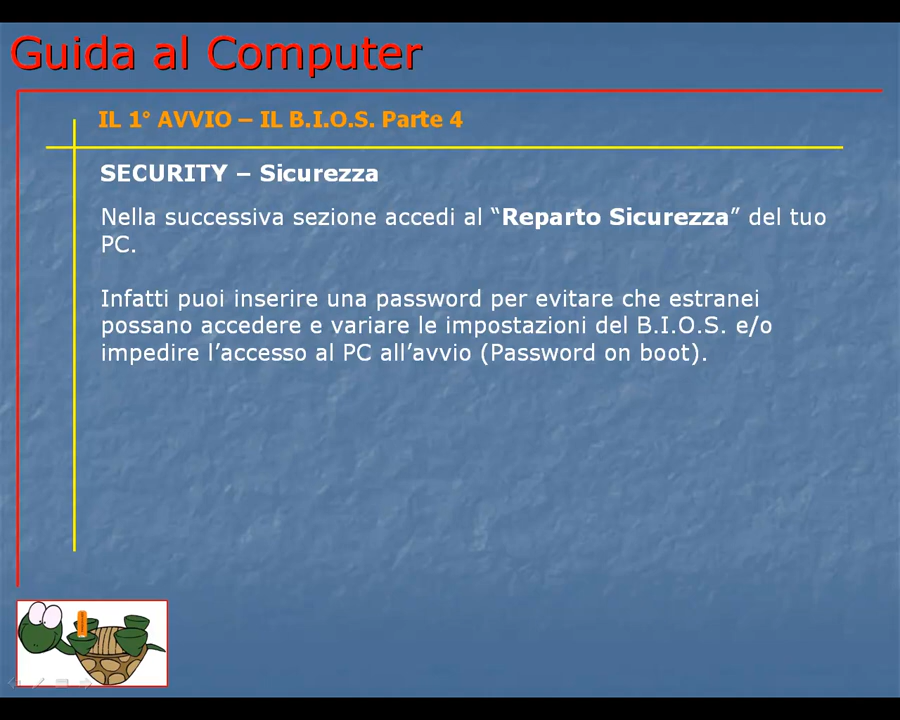 Guida al Computer
IL 1° AVVIO – IL B.I.O.S. Parte 4
SECURITY – Sicurezza
Nella successiva sezione accedi al “Reparto Sicurezza” del tuo
PC.
Infatti puoi inserire una password per evitare che estranei
possano accedere e variare le impostazioni del B.I.O.S. e/o
impedire l’accesso al PC all’avvio (Password on boot).